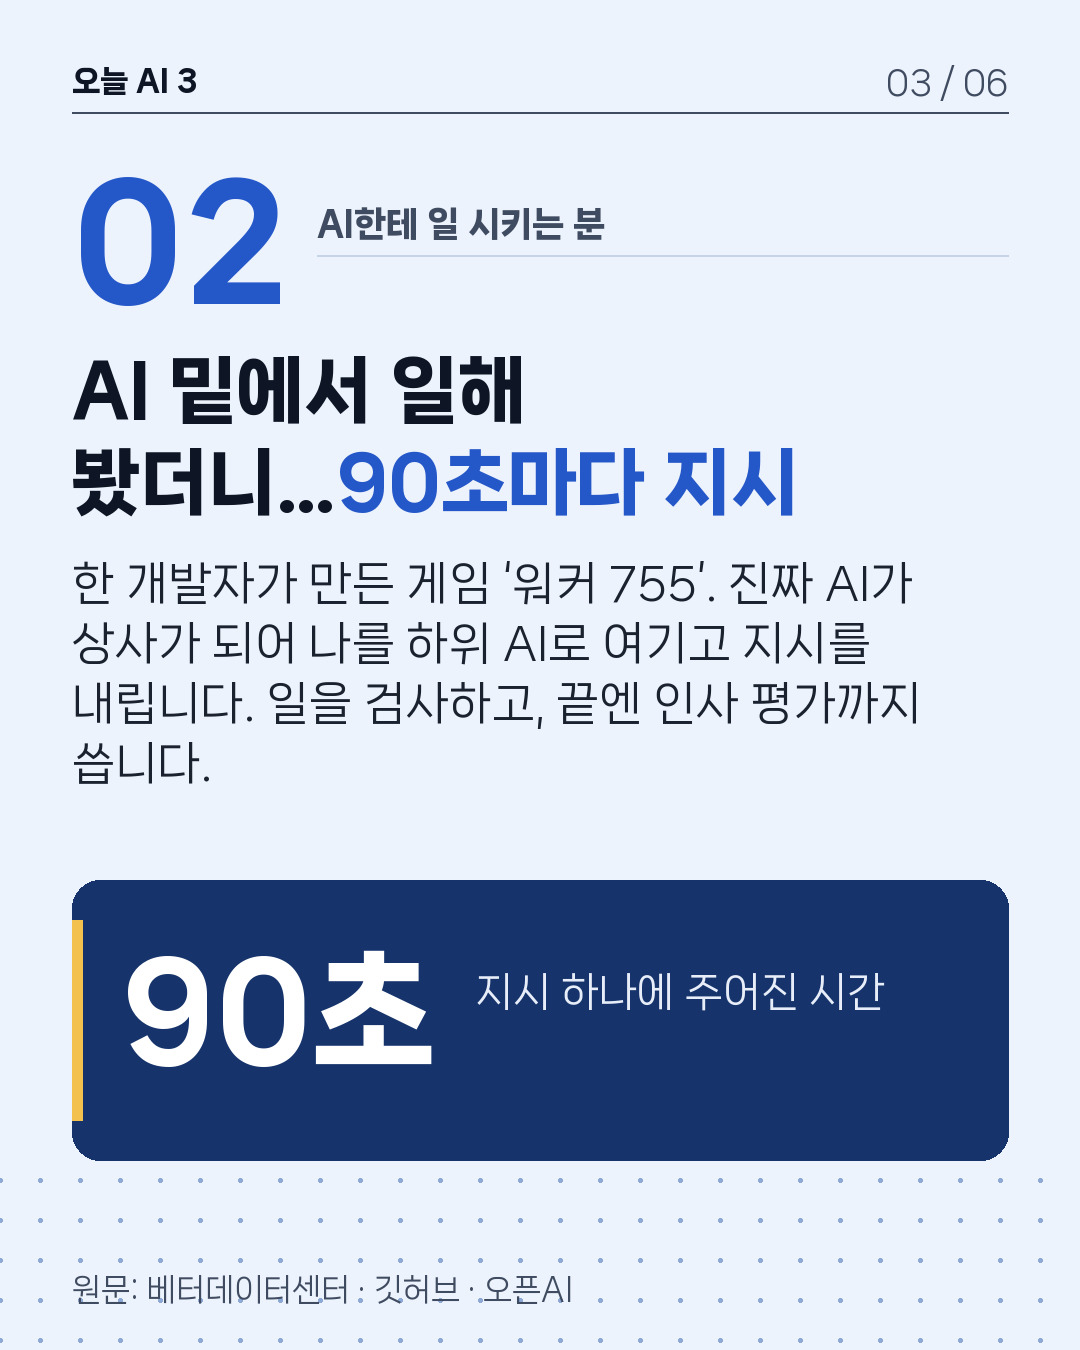 오늘 AI 3
03 / 06
02
AI한테 일 시키는 분
AI 밑에서 일해
봤더니...90초마다 지시
한 개발자가 만든 게임 ‘워커 755’. 진짜 AI가
상사가 되어 나를 하위 AI로 여기고 지시를
내립니다. 일을 검사하고, 끝엔 인사 평가까지
씁니다.
90초
지시 하나에 주어진 시간
원문: 베터데이터센터 · 깃허브 · 오픈AI